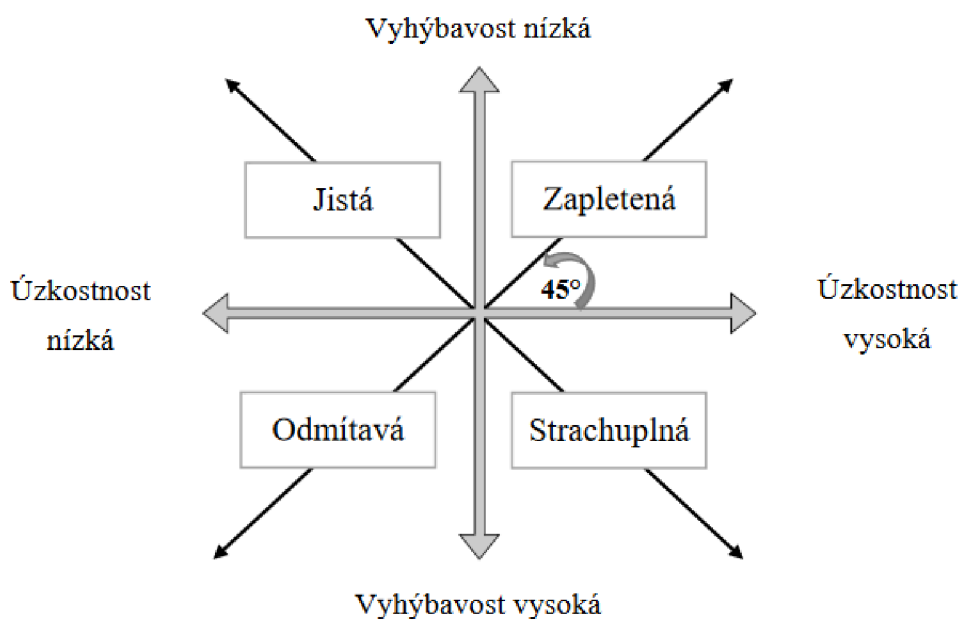 Vyhýbavost nízká
Jistá
Zapletená
45°
Úzkostnost
nízká
Úzkostnost
vysoká
Odmítavá
Strachuplná
Vyhýbavost vysoká